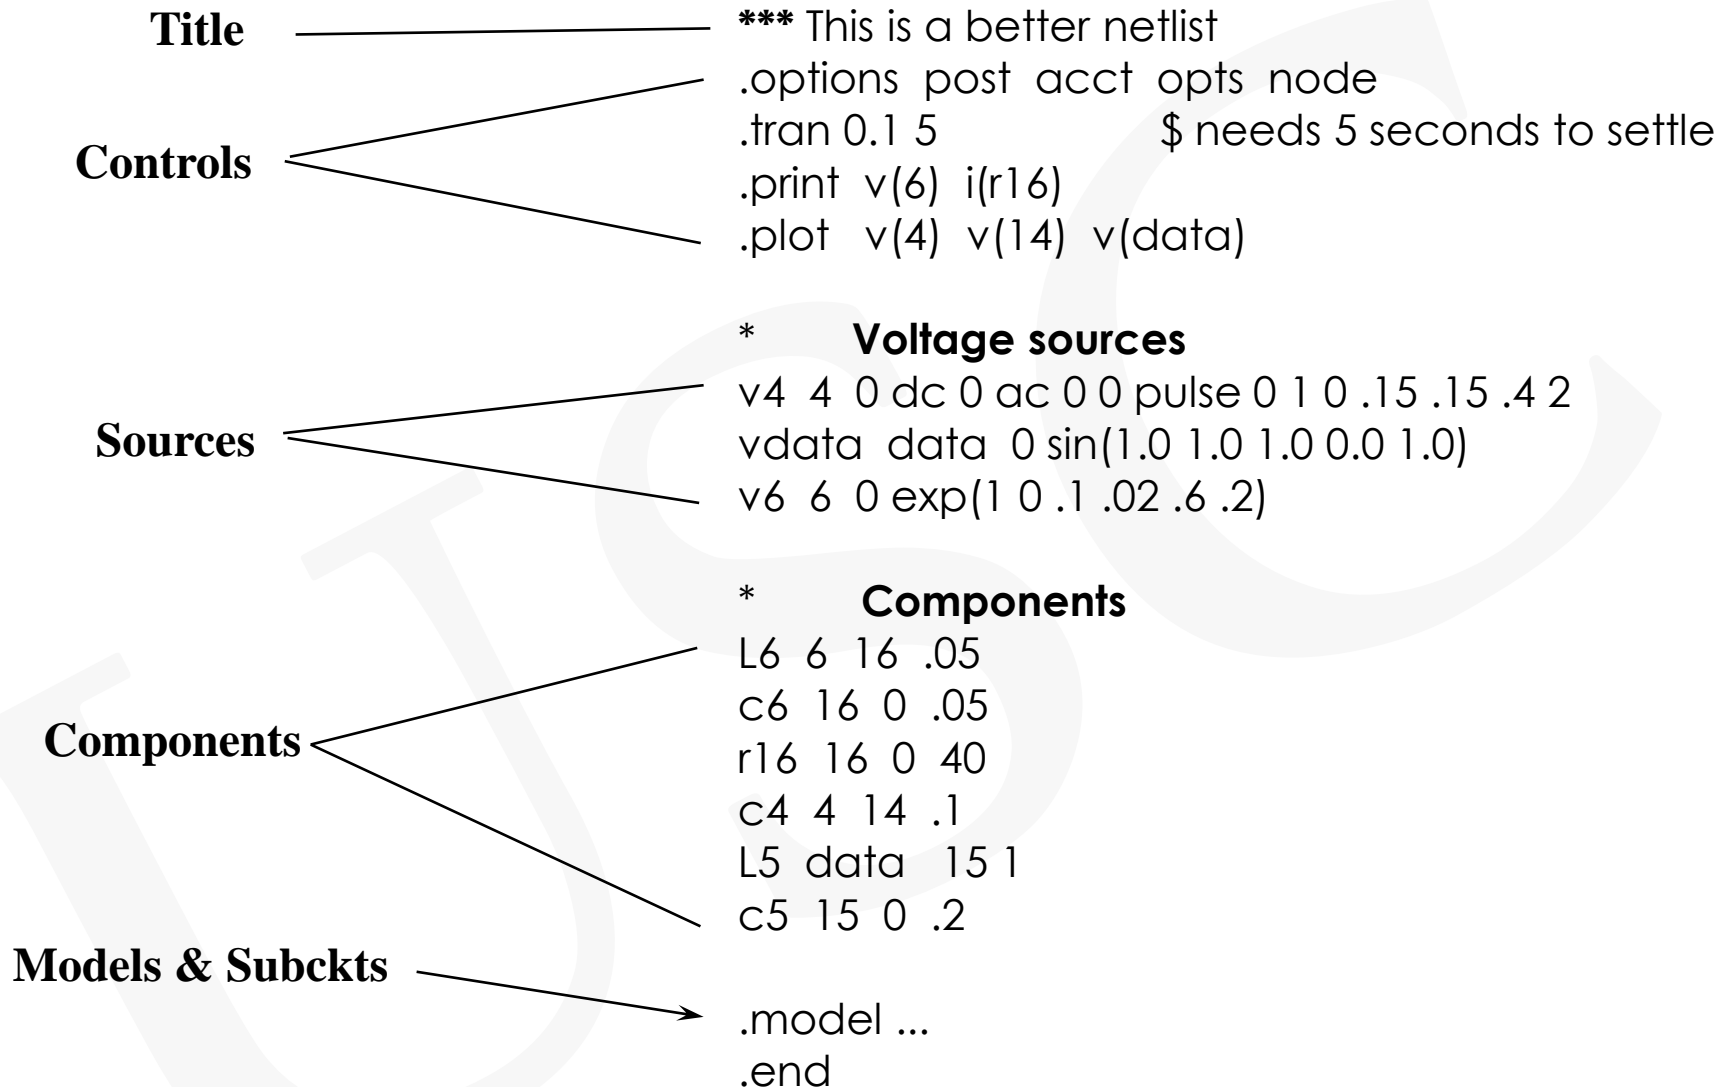 Title
*** This is a better netlist
.options post acct opts node
.tran 0.1 5 $ needs 5 seconds to settle
Controls
.print v(6) i(r16)
.plot v(4) v(14) v(data)
* Voltage sources
v4 4 0 dc 0 ac 0 0 pulse 0 1 0 .15 .15 .4 2
Sources
vdata data 0 sin(1.0 1.0 1.0 0.0 1.0)
v6 6 0 exp(1 0 .1 .02 .6 .2)
* Components
L6 6 16 .05
c6 16 0 .05
Components
r16 16 0 40
c4 4 14 .1
L5 data 15 1
c5 15 0 .2
Models & Subckts
.model ...
.end
USC